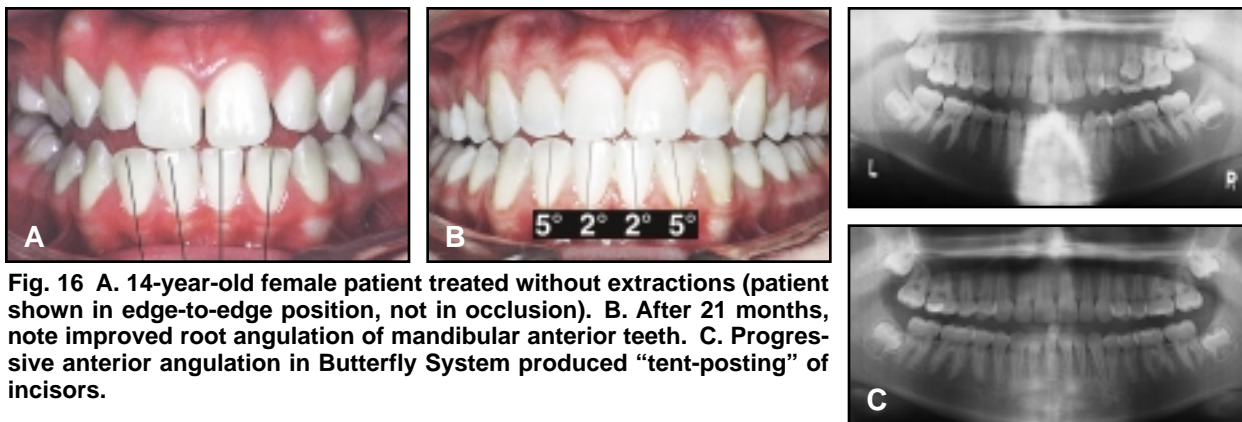 A
B
5° 2° 2° 5°
L
R
C
Fig. 16 A. 14-year-old female patient treated without extractions (patient
shown in edge-to-edge position, not in occlusion). B. After 21 months,
note improved root angulation of mandibular anterior teeth. C. Progres-
sive anterior angulation in Butterfly System produced “tent-posting” of
incisors.